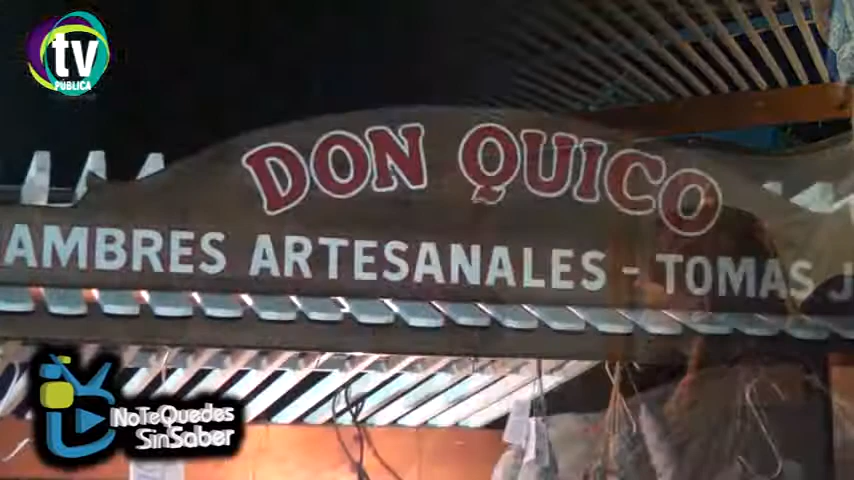 tv
PÚBLICA
DON QUICO
AMBRES ARTESANALES - TOMAS J
NoTeQuedes
SinSaber